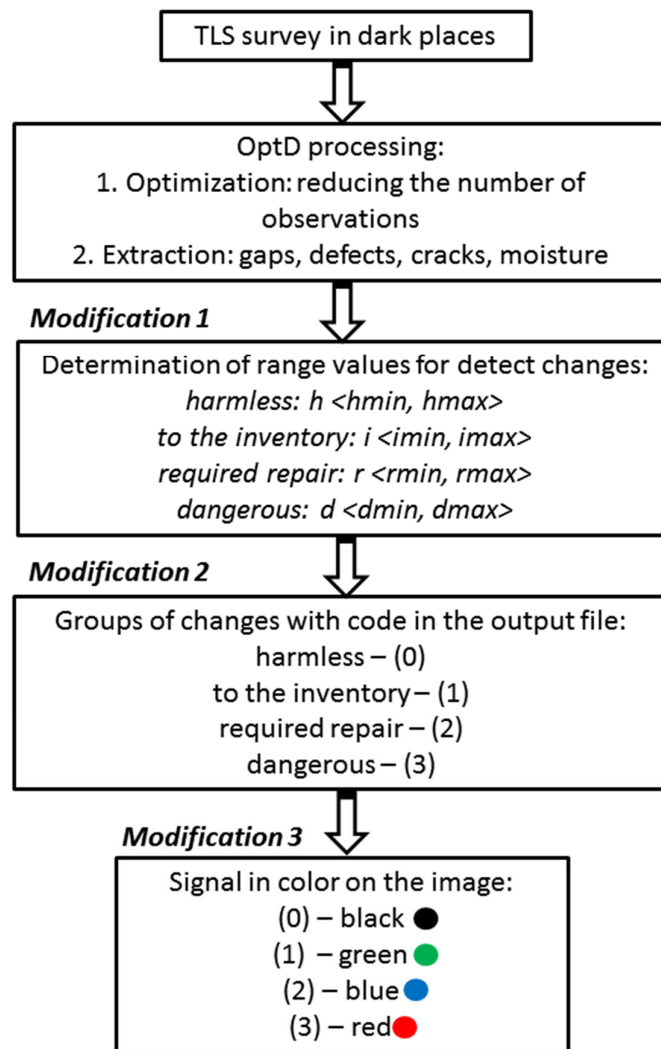 TLS survey in dark places
OptD processing:
1. Optimization: reducing the number of
observations
2. Extraction: gaps, defects, cracks, moisture
Modification 1
Determination of range values for detect changes:
harmless: h <hmin, hmax>
to the inventory: i <imin, imax>
required repair: r <rmin, rmax>
dangerous: d <dmin, dmax>
Modification 2
Groups of changes with code in the output file:
harmless – (0)
to the inventory – (1)
required repair – (2)
dangerous – (3)
Modification 3
Signal in color on the image:
(0) – black
(1) – green
(2) – blue
(3) – red